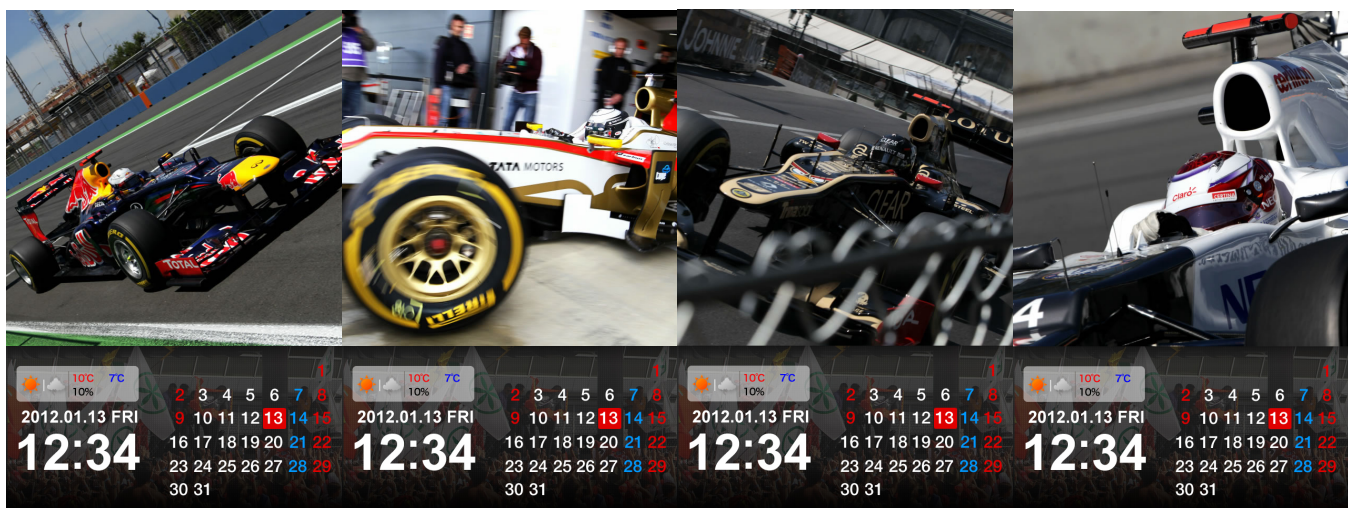 TOTAL
TATA MOTORS
PIRELLI
JOHNNIE
CLEAR
Claro
NE
4
10℃ 7℃
10%
2012.01.13 FRI
12:34
1
2 3 4 5 6 7 8
9 10 11 12 13 14 15
16 17 18 19 20 21 22
23 24 25 26 27 28 29
30 31
10℃ 7℃
10%
2012.01.13 FRI
12:34
1
2 3 4 5 6 7 8
9 10 11 12 13 14 15
16 17 18 19 20 21 22
23 24 25 26 27 28 29
30 31
10℃ 7℃
10%
2012.01.13 FRI
12:34
1
2 3 4 5 6 7 8
9 10 11 12 13 14 15
16 17 18 19 20 21 22
23 24 25 26 27 28 29
30 31
10℃ 7℃
10%
2012.01.13 FRI
12:34
1
2 3 4 5 6 7 8
9 10 11 12 13 14 15
16 17 18 19 20 21 22
23 24 25 26 27 28 29
30 31